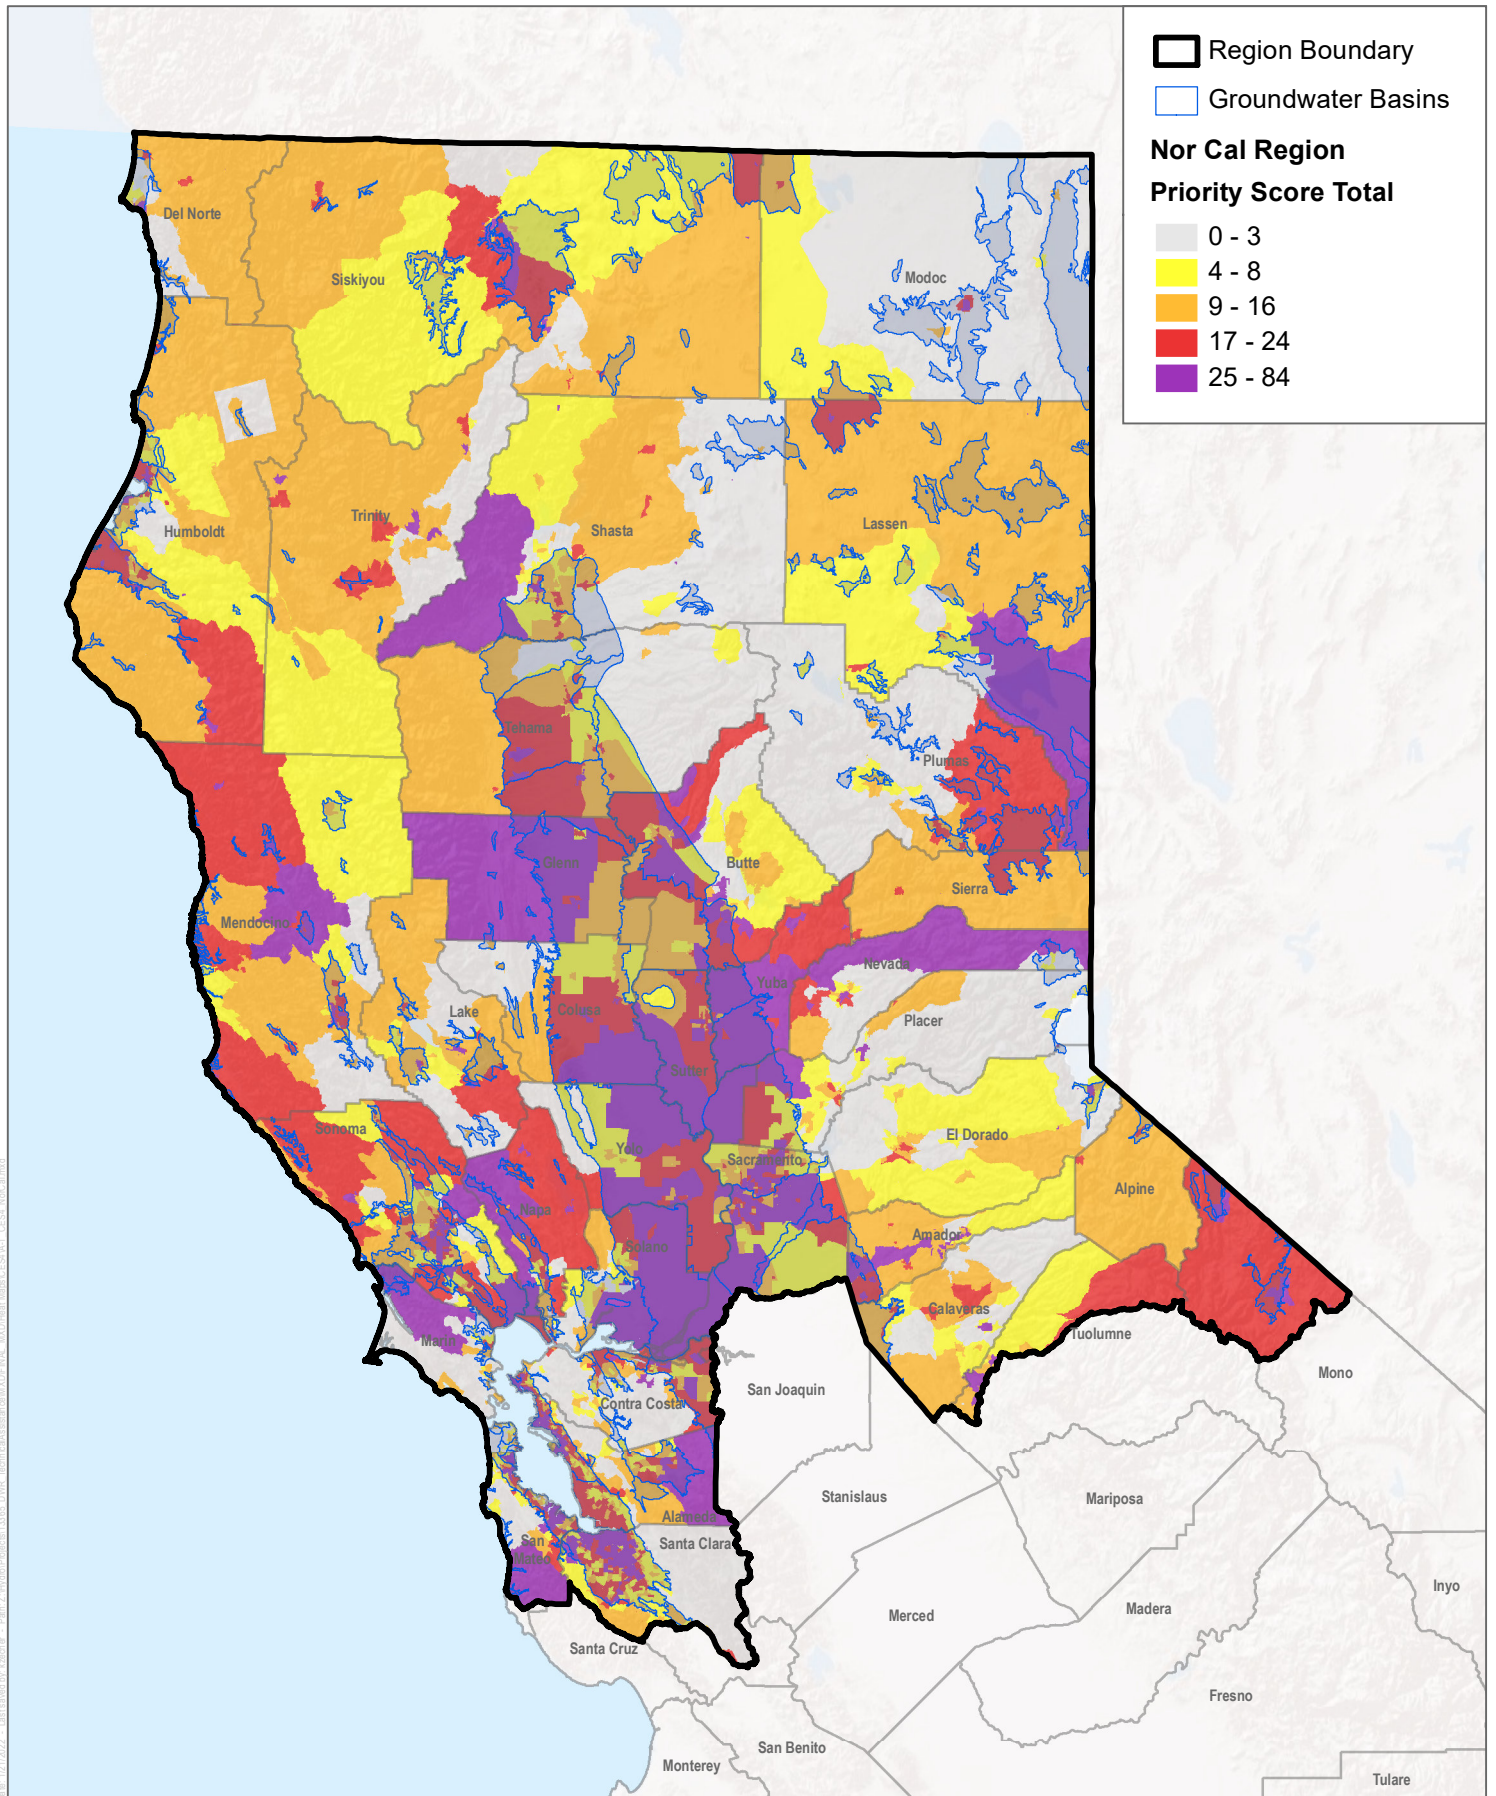 Region Boundary
Groundwater Basins
Nor Cal Region
Priority Score Total
0 - 3
4 - 8
9 - 16
17 - 24
25 - 84
Del Norte
Siskiyou
Modoc
Humboldt
Trinity
Shasta
Lassen
Tehama
Plumas
Glenn
Butte
Sierra
Mendocino
Nevada
Yuba
Lake
Colusa
Placer
Sutter
Sonoma
El Dorado
Yolo
Sacramento
Alpine
Napa
Amador
Solano
Calaveras
Marin
Tuolumne
Mono
San Joaquin
Contra Costa
Stanislaus
Mariposa
Alameda
San
Mateo
Santa Clara
Inyo
Merced
Madera
Santa Cruz
Fresno
San Benito
Monterey
Tulare